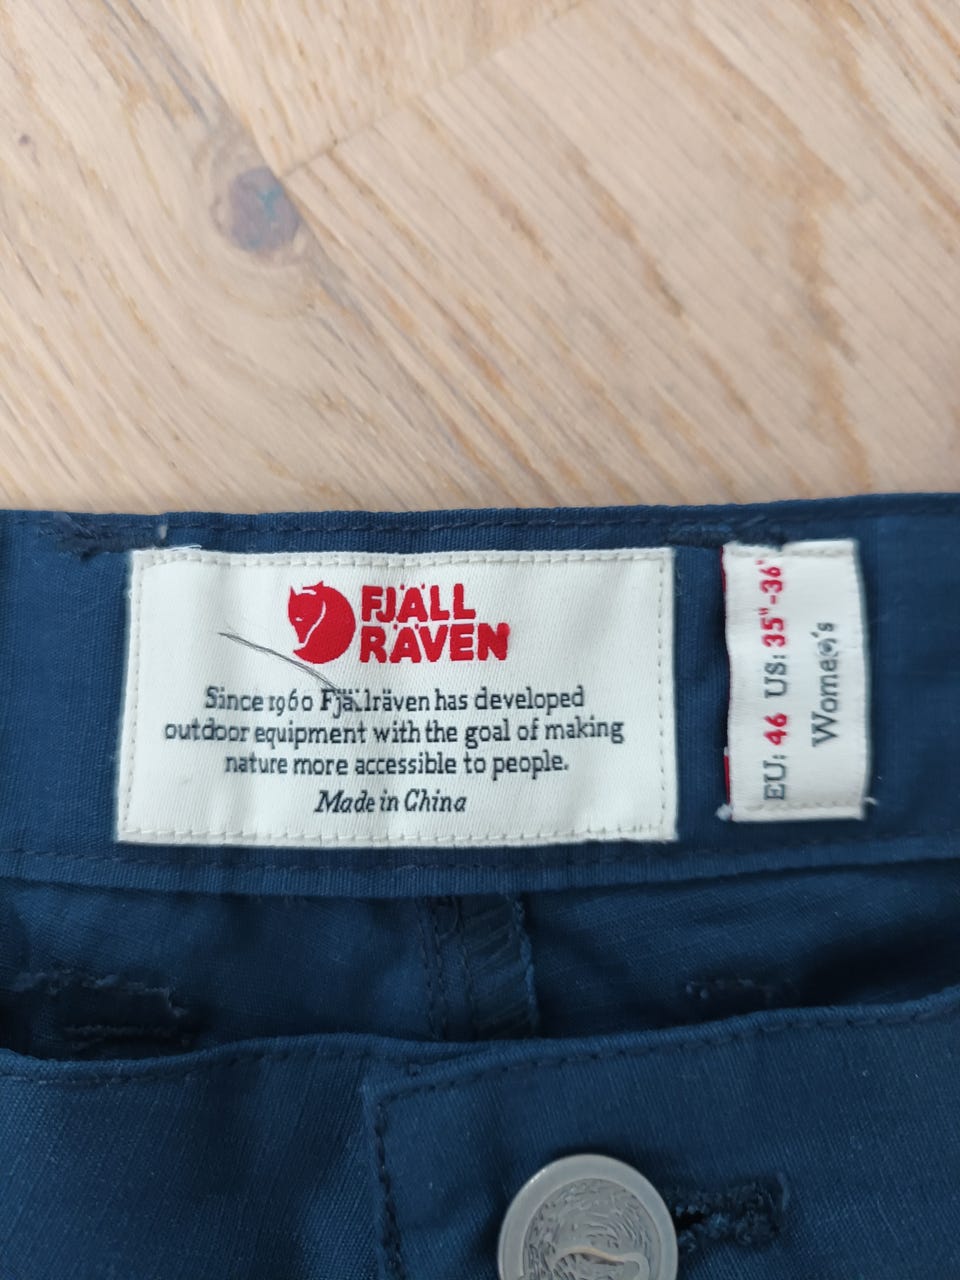 FJÄLL
RÄVEN
Since 1960 Fjällräven has developed
outdoor equipment with the goal of making
nature more accessible to people.
Made in China
EU: 46 US: 35"-36"
Women's